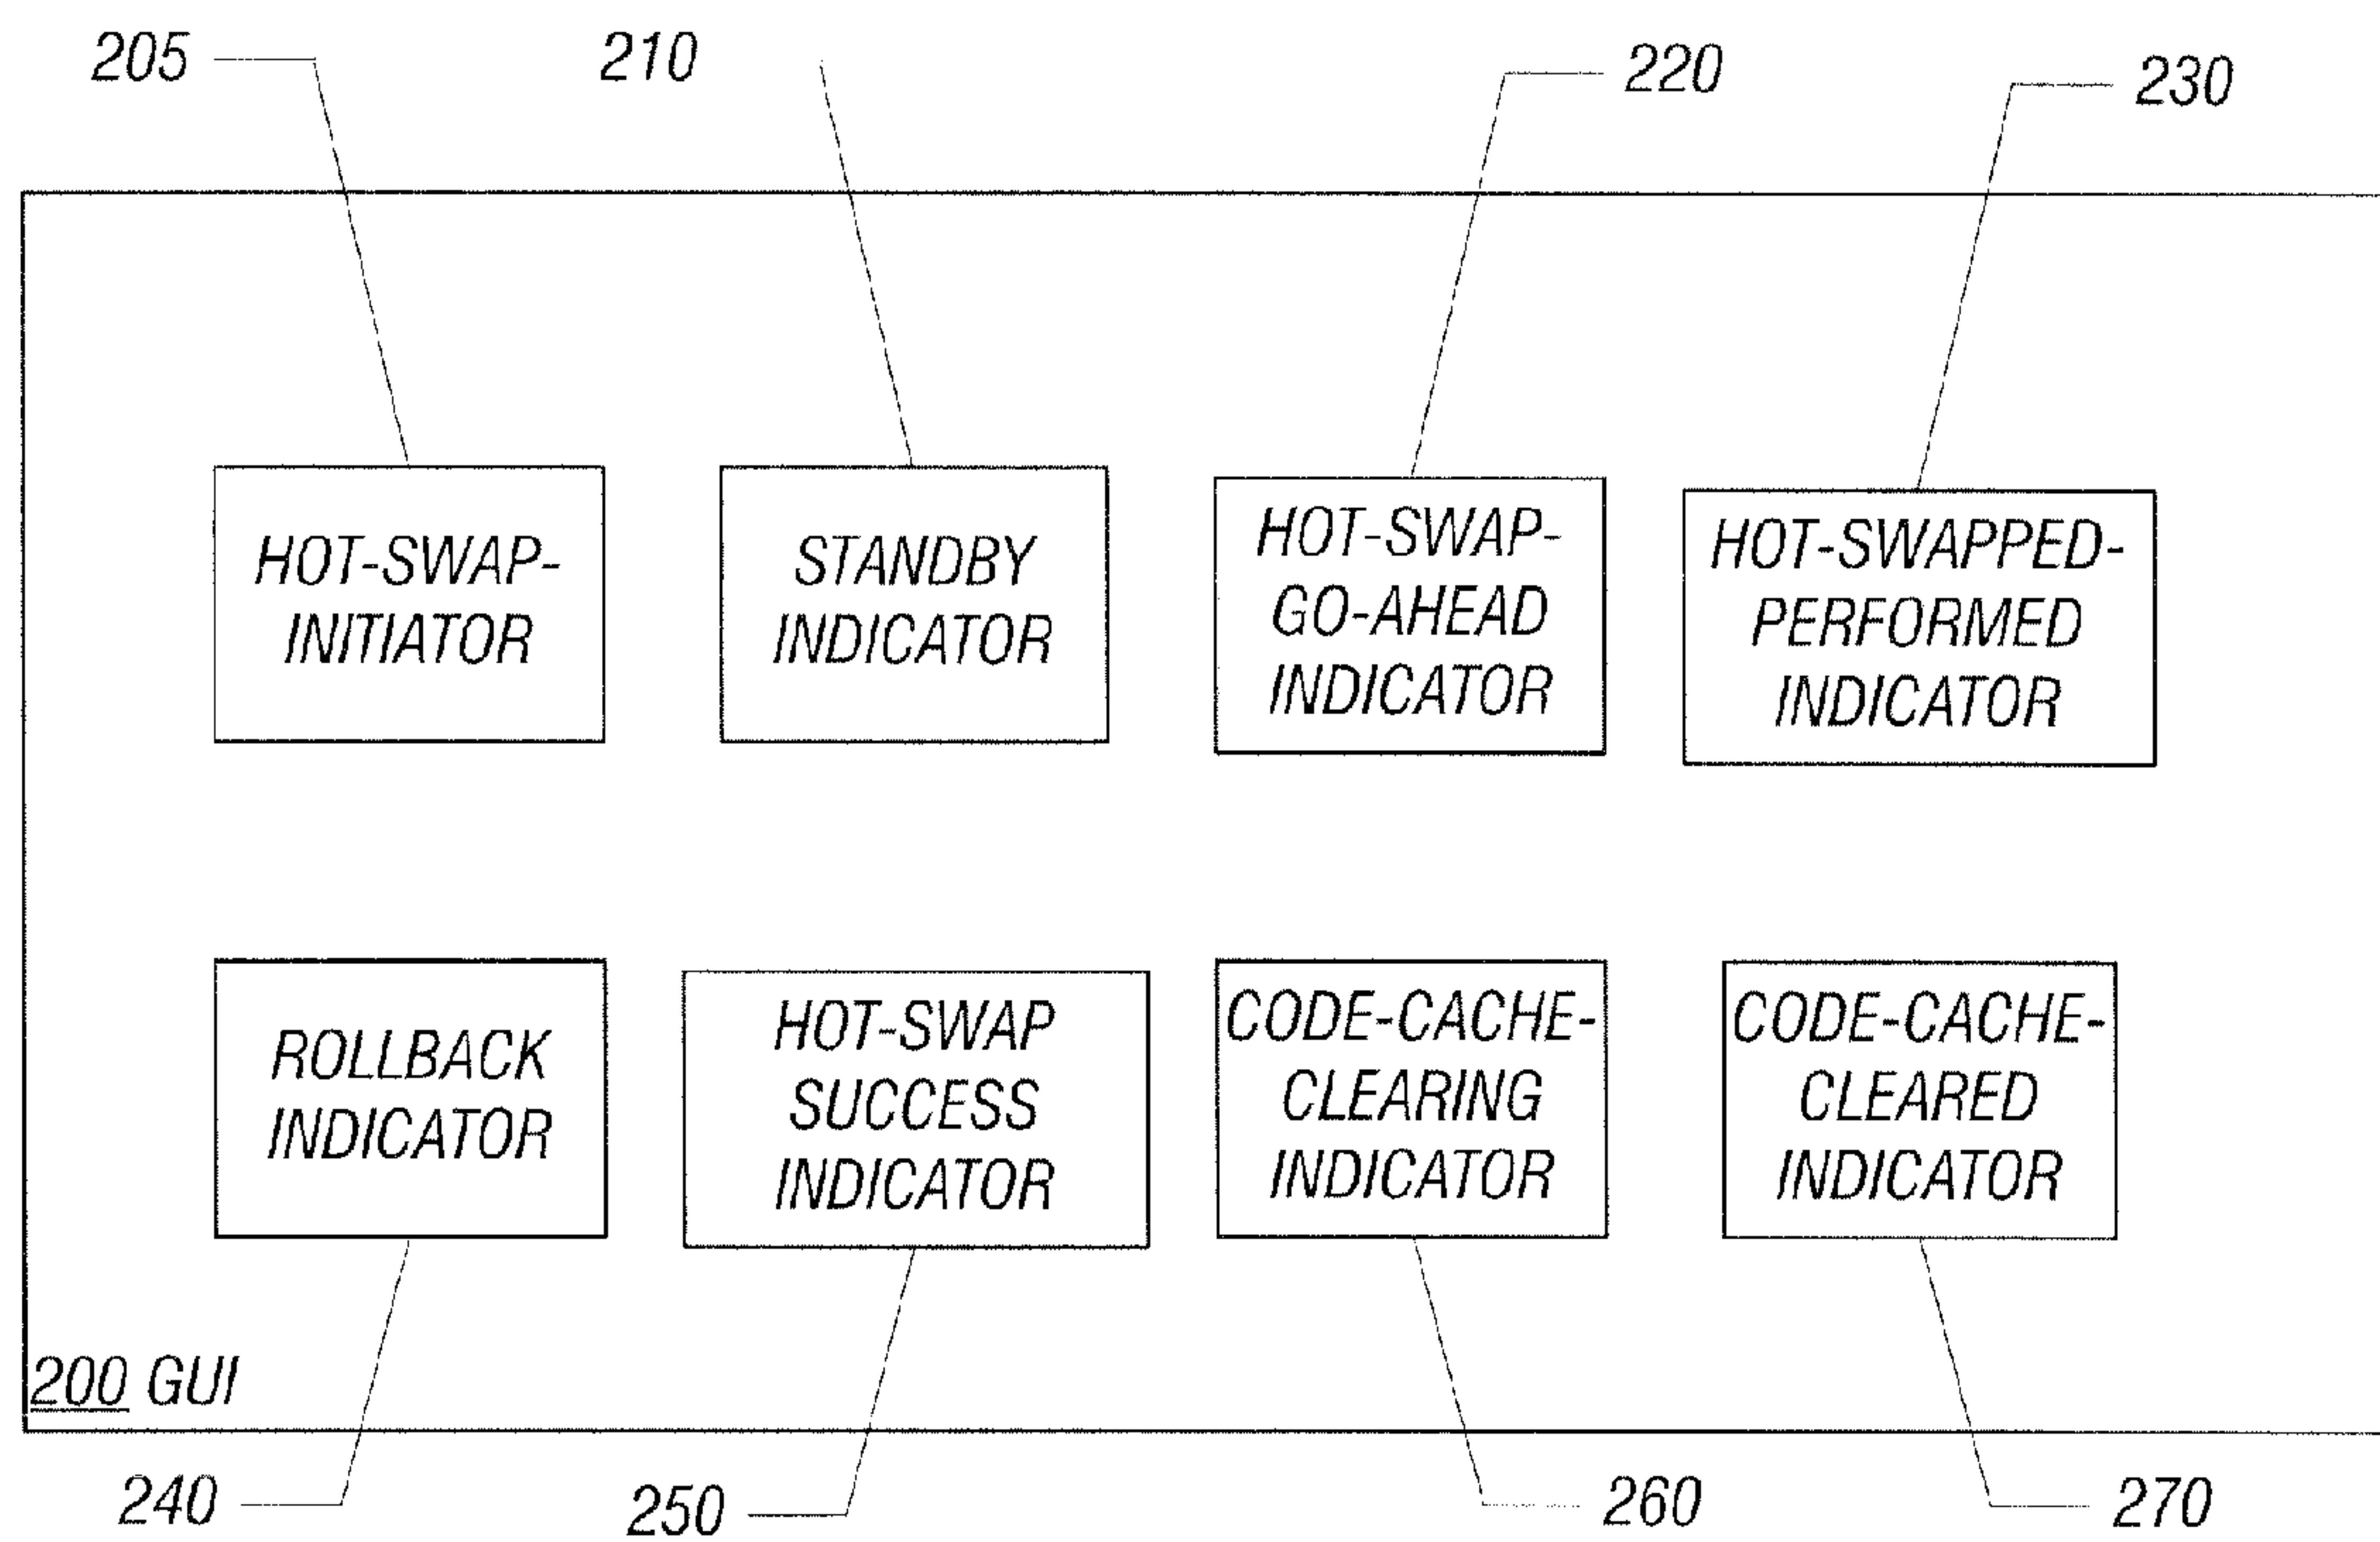 205
210
220
230
HOT-SWAP-
INITIATOR
STANDBY
INDICATOR
HOT-SWAP-
GO-AHEAD
INDICATOR
HOT-SWAPPED-
PERFORMED
INDICATOR
ROLLBACK
INDICATOR
HOT-SWAP
SUCCESS
INDICATOR
CODE-CACHE-
CLEARING
INDICATOR
CODE-CACHE-
CLEARED
INDICATOR
200 GUI
240
250
260
270